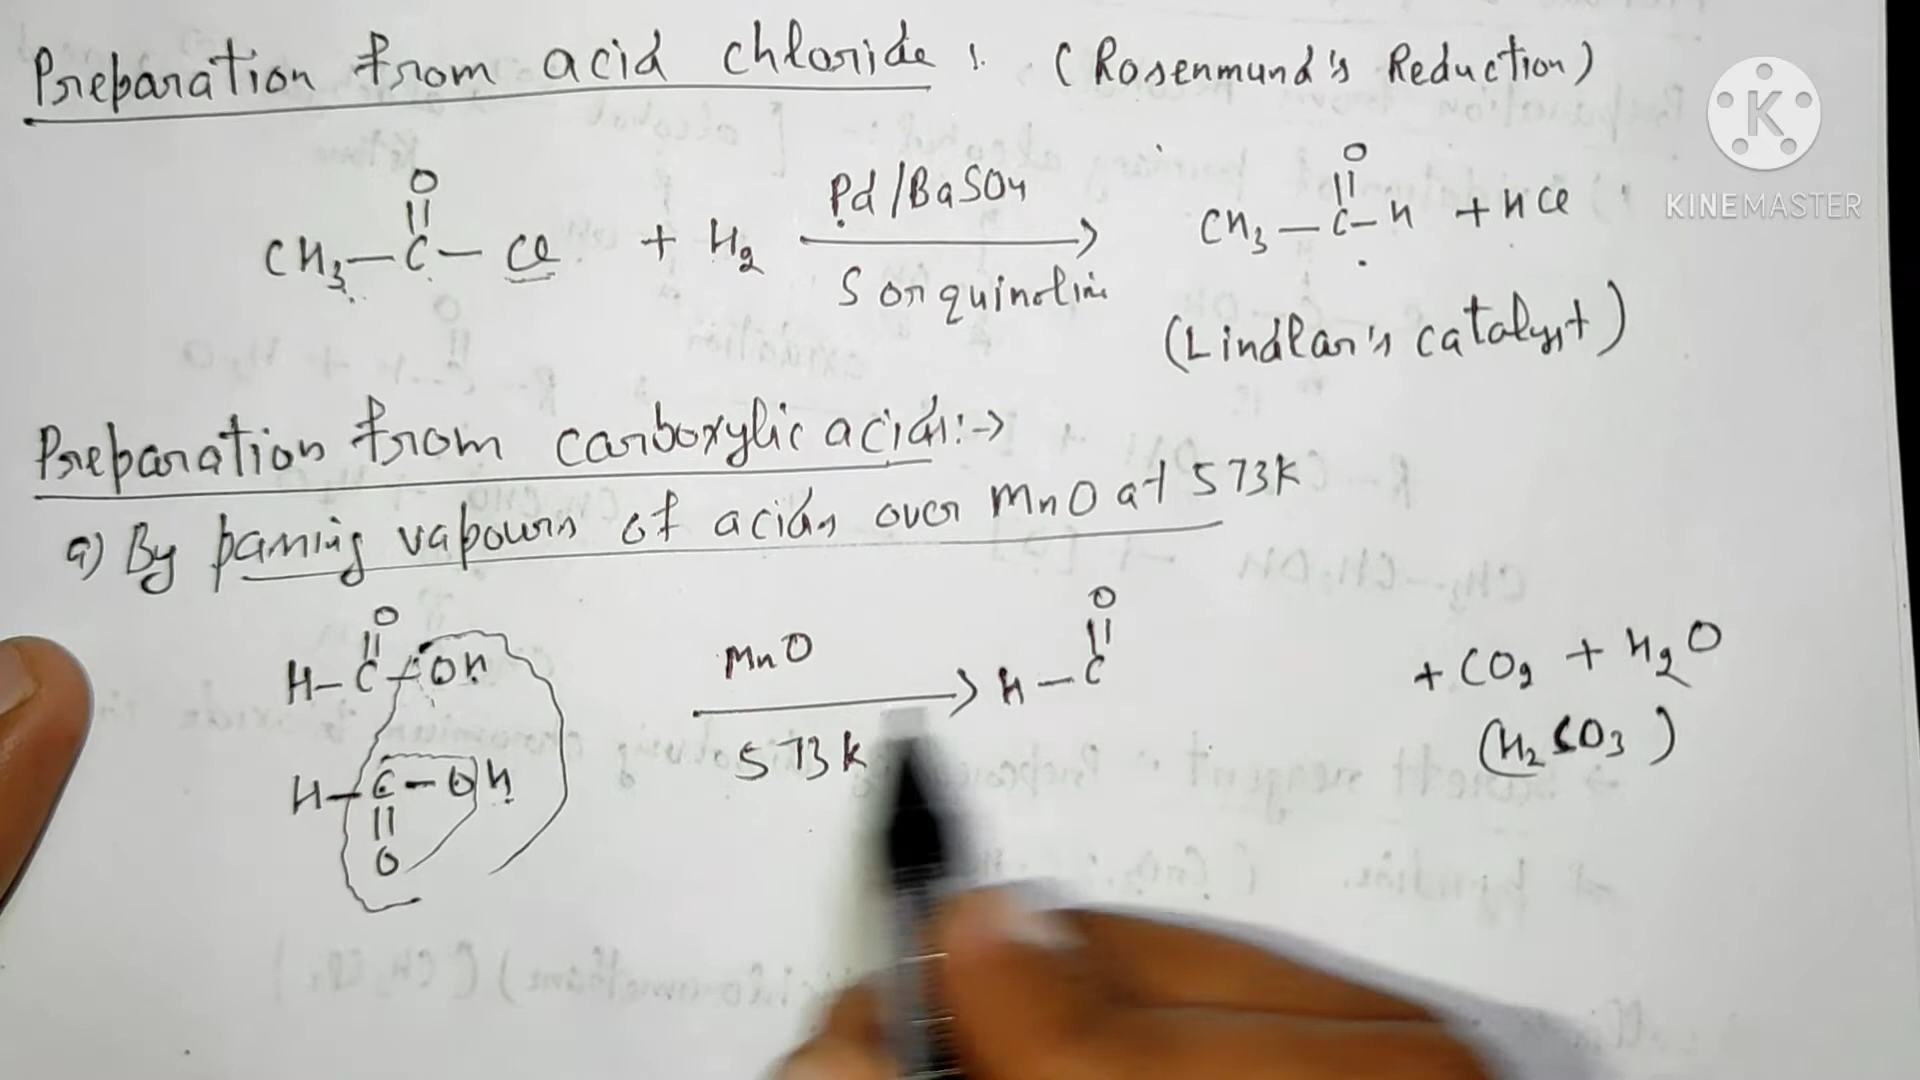 Preparation from acid chloride : (Rosenmund's Reduction)
O
CH3–C–Cl + H2 Pd/BaSO4 S or quinoline CH3–C–H + HCl
O
(Lindlar's catalyst)
Preparation from carboxylic acids:→
a) By passing vapours of acids over MnO at 573K
O
H–C–OH MnO H–C + CO2 + H2O
O
573K (H2CO3)
H–C–OH
O
K
KINEMASTER